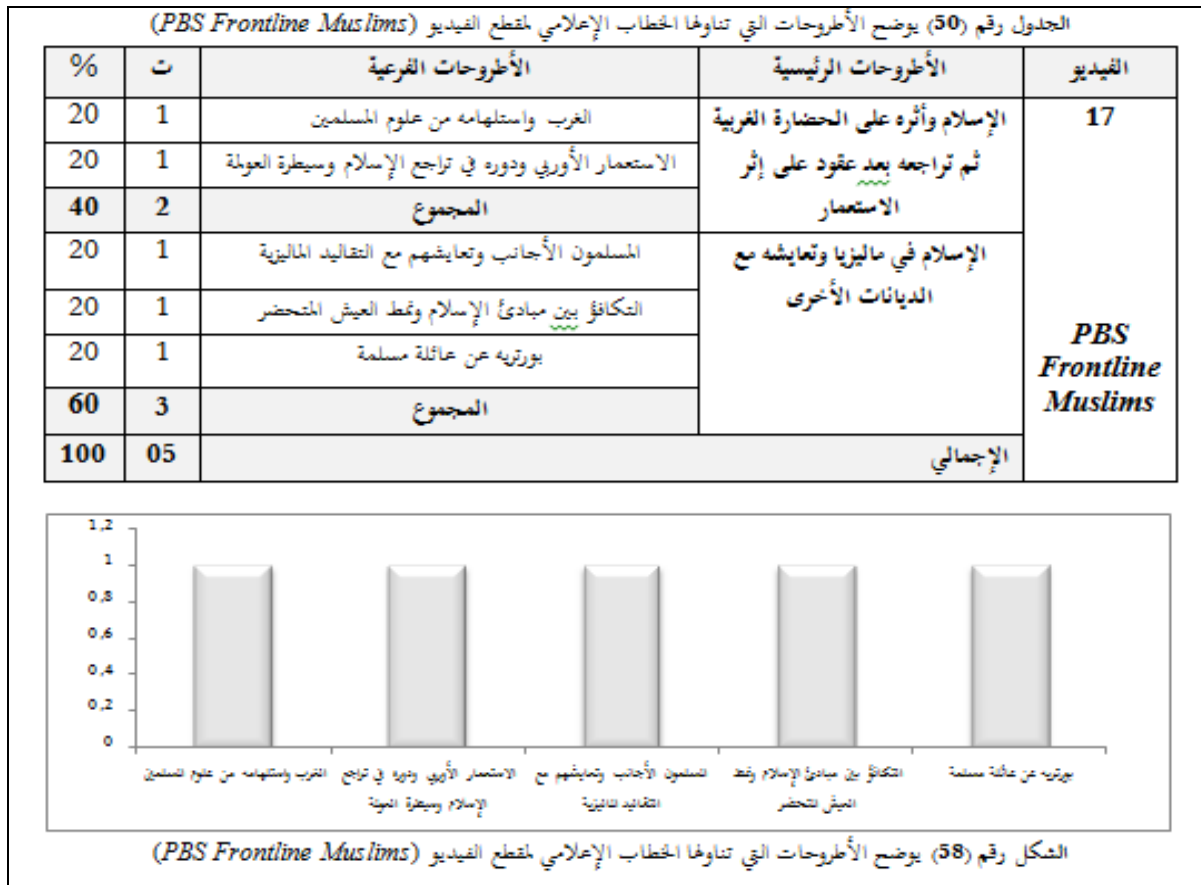 الجدول رقم (50) يوضح الأطروحات التي تناولها الخطاب الإعلامي لمقطع الفيديو (PBS Frontline Muslims)
الفيديو الأطروحات الرئيسية الأطروحات الفرعية ت %
17 الإسلام وأثره على الحضارة الغربية الغرب واستلهامه من علوم المسلمين 1 20
ثم تراجعه بعد عقود على إثر الاستعمار الأوربي ودوره في تراجع الإسلام وسيطرة العولمة 1 20
الاستعمار المجموع 2 40
الإسلام في ماليزيا وتعايشه مع المسلمون الأجانب وتعايشهم مع التقاليد الماليزية 1 20
الديانات الأخرى التكافؤ بين مبادئ الإسلام ونمط العيش المتحضر 1 20
PBS بورتريه عن عائلة مسلمة 1 20
Frontline
Muslims المجموع 3 60
الإجمالي 05 100
1,2
1
0,8
0,6
0,4
0,2
0
الغرب واستلهامه من علوم المسلمين
الاستعمار الأوربي ودوره في تراجع
الإسلام وسيطرة العولمة
المسلمون الأجانب وتعايشهم مع
التقاليد الماليزية
التكافؤ بين مبادئ الإسلام ونمط
العيش المتحضر
بورتريه عن عائلة مسلمة
الشكل رقم (58) يوضح الأطروحات التي تناولها الخطاب الإعلامي لمقطع الفيديو (PBS Frontline Muslims)